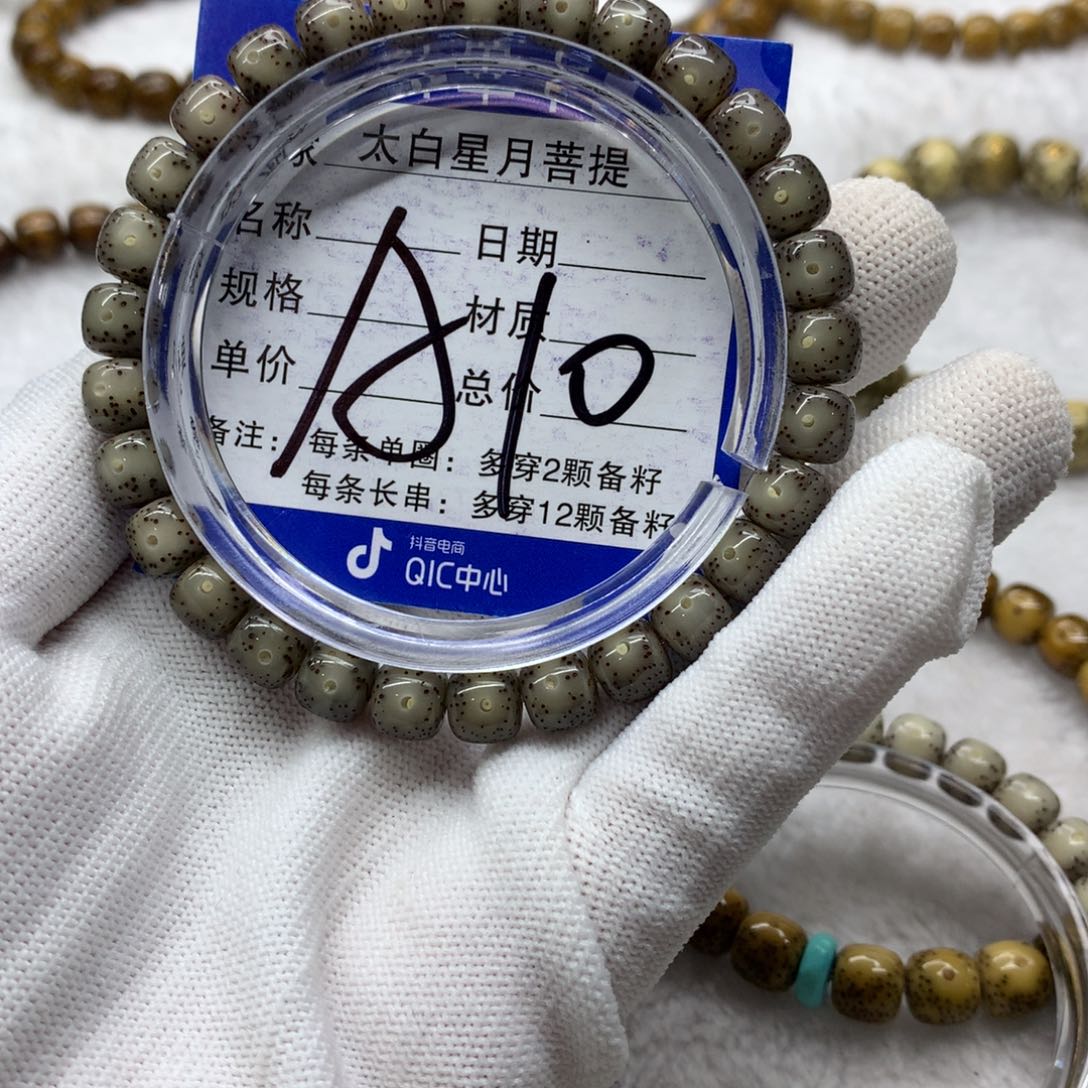 家 太白星月菩提
名称 日期
规格 材质
A10
单价 总价
备注: 每条单圈: 多穿2颗备籽
每条长串: 多穿12颗备籽
抖音电商
QIC中心